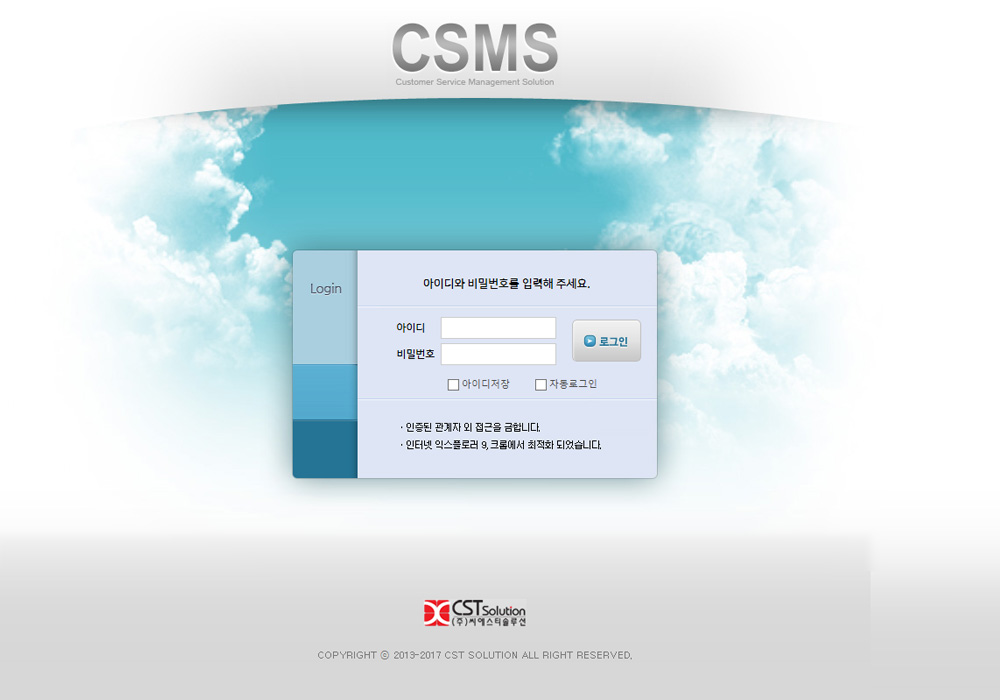 CSMS
Customer Service Management Solution
Login
아이디와 비밀번호를 입력해 주세요.
아이디
비밀번호
로그인
아이디저장 자동로그인
· 인증된 관계자 외 접근을 금합니다.
· 인터넷 익스플로러 9, 크롬에서 최적화 되었습니다.
CST Solution
(주)씨에스티솔루션
COPYRIGHT ⓒ 2013-2017 CST SOLUTION ALL RIGHT RESERVED.